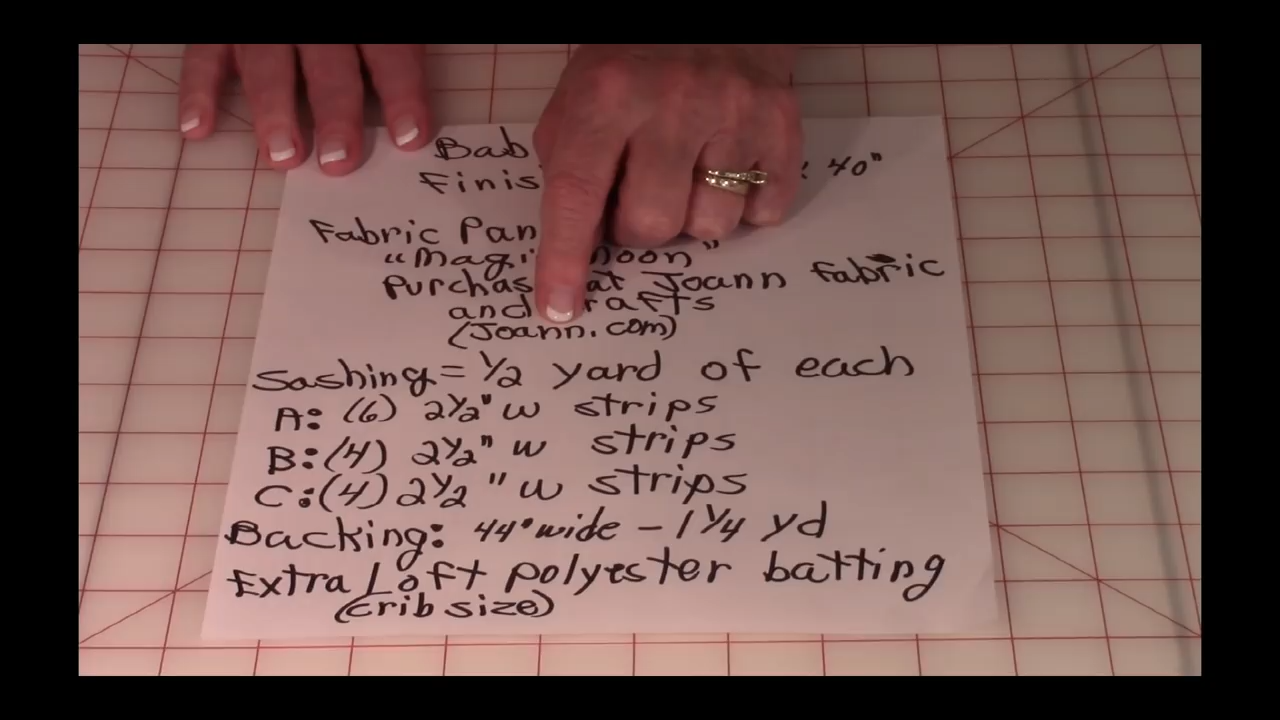 Bab
Finis 40"
Fabric Pan
"Magi Moon"
Purchas at Joann Fabric
and rafts
(Joann.com)
Sashing = 1/2 yard of each
A: (6) 2 1/2" w strips
B: (4) 2 1/2" w strips
C: (4) 2 1/2" w strips
Backing: 44" wide - 1 1/4 yd
Extra Loft polyester batting
(crib size)